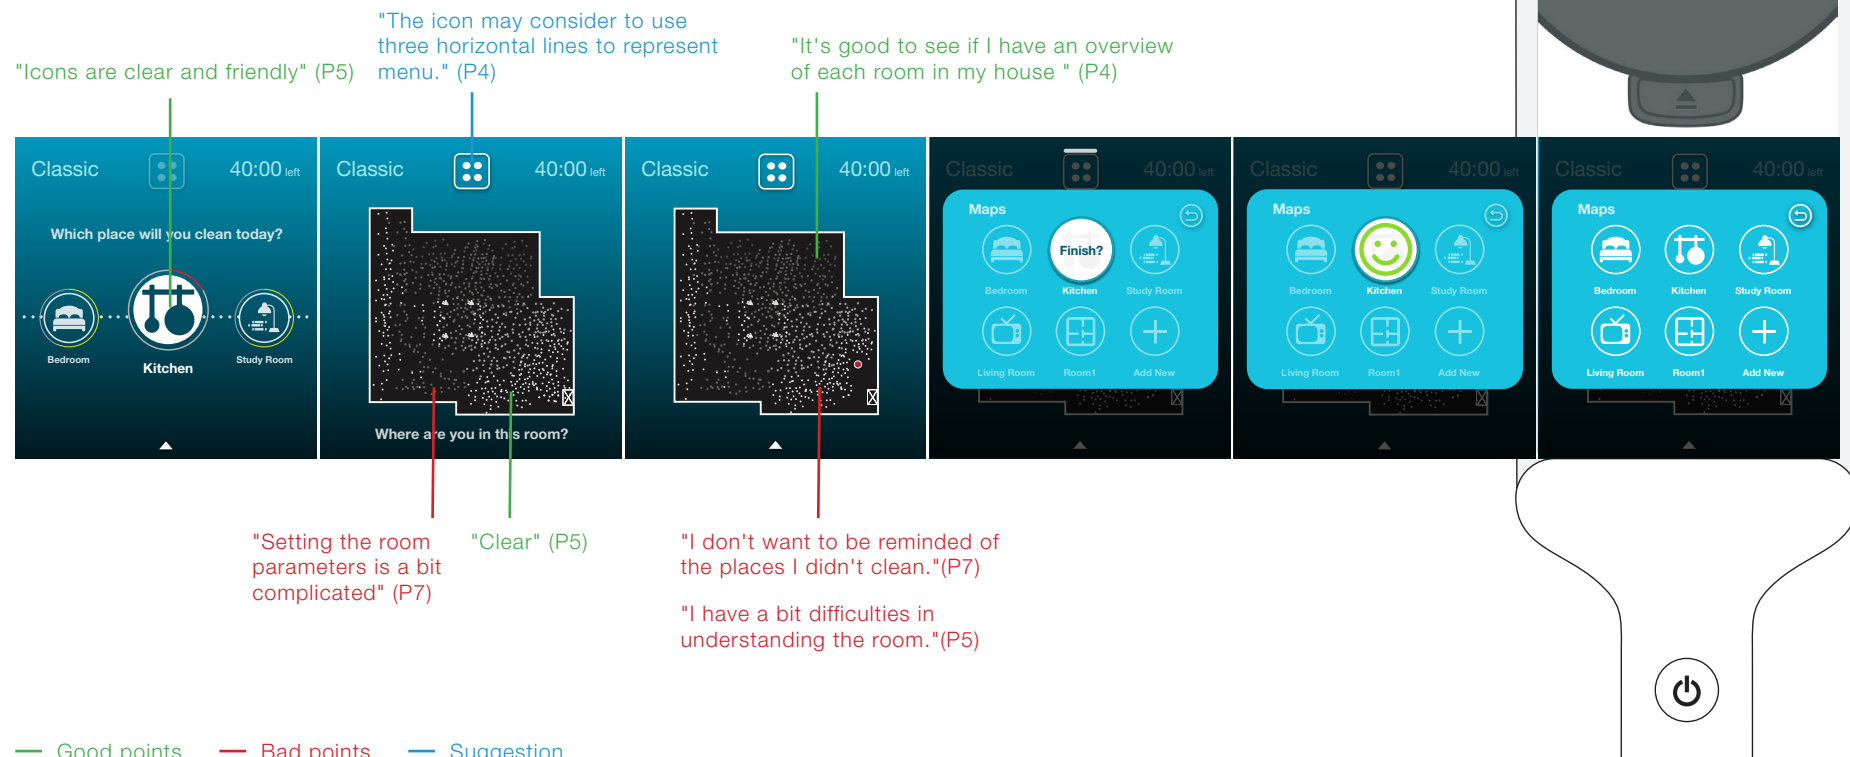 "The icon may consider to use
three horizontal lines to represent
menu." (P4)
"Icons are clear and friendly" (P5)
"It's good to see if I have an overview
of each room in my house " (P4)
Classic
40:00 left
Which place will you clean today?
Bedroom
Kitchen
Study Room
Classic
40:00 left
Where are you in this room?
Classic
40:00 left
Classic
40:00 left
Maps
Finish?
Bedroom
Kitchen
Study Room
Living Room
Room1
Add New
Classic
40:00 left
Maps
Bedroom
Kitchen
Study Room
Living Room
Room1
Add New
Classic
40:00 left
Maps
Bedroom
Kitchen
Study Room
Living Room
Room1
Add New
"Setting the room
parameters is a bit
complicated" (P7)
"Clear" (P5)
"I don't want to be reminded of
the places I didn't clean."(P7)
"I have a bit difficulties in
understanding the room."(P5)
Good points
Bad points
Suggestion